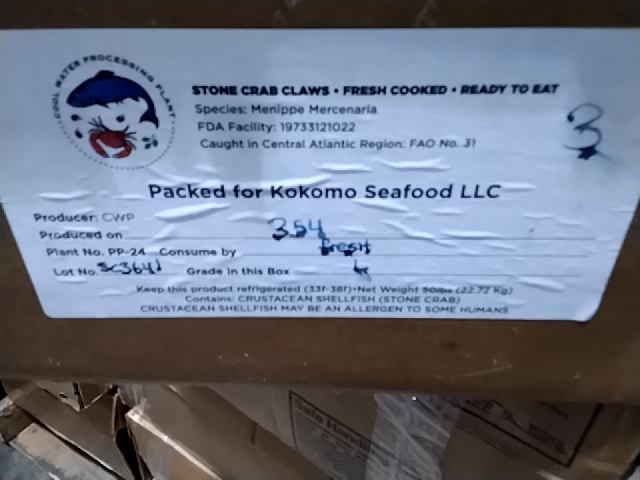 COOL WATER PROCESSING PLANT
STONE CRAB CLAWS • FRESH COOKED • READY TO EAT
Species: Menippe Mercenaria
FDA Facility: 19733121022
Caught in Central Atlantic Region: FAO No. 31
3
Packed for Kokomo Seafood LLC
Producer: CWP
Produced on 354
Plant No. PP-24 Consume by Fresh
Lot No. Grade in this Box
Keep this product refrigerated (33f-38f)•Net Weight 50lbs (22.72 Kg)
Contains: CRUSTACEAN SHELLFISH (STONE CRAB)
CRUSTACEAN SHELLFISH MAY BE AN ALLERGEN TO SOME HUMANS
Safe Handling